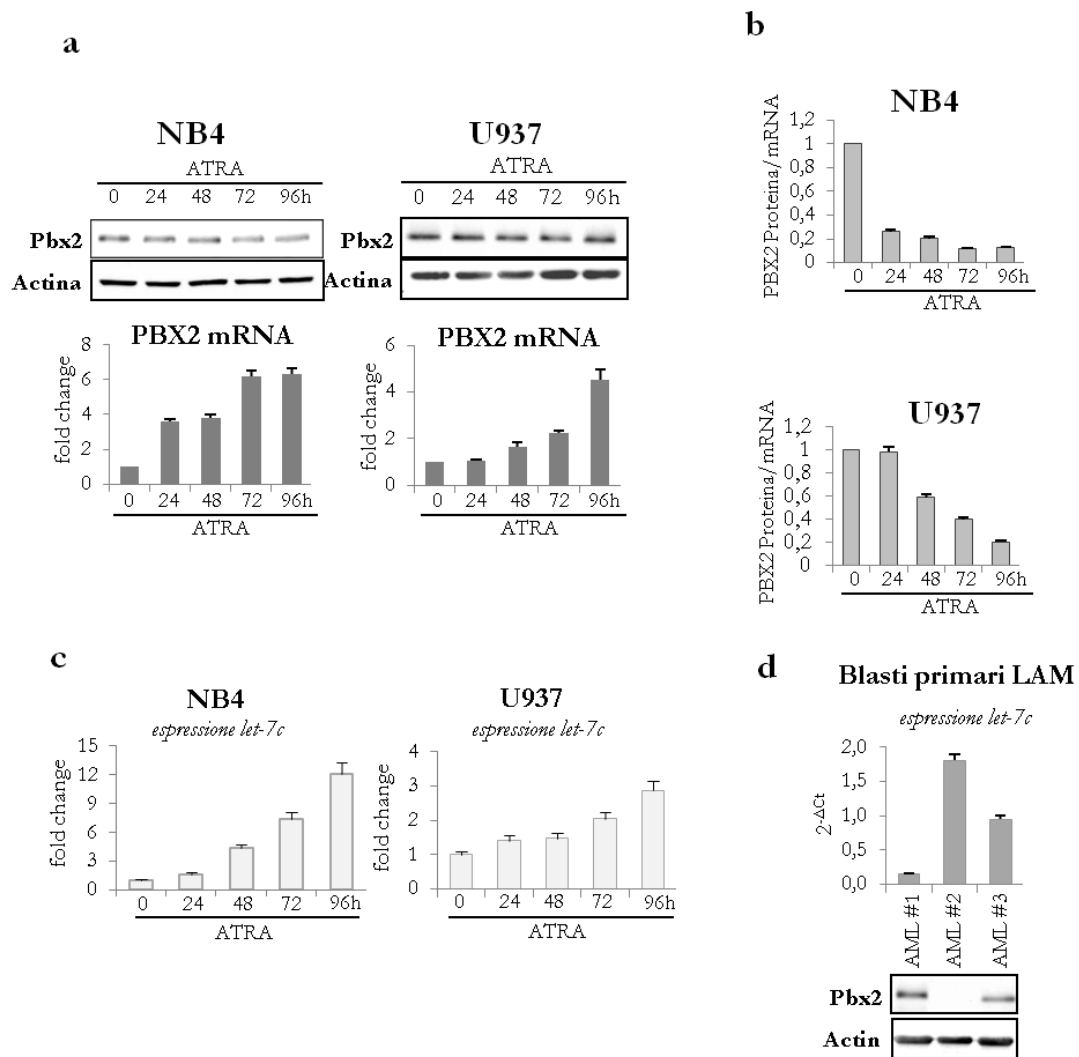 a
NB4
ATRA
0 24 48 72 96h
Pbx2
Actina
PBX2 mRNA
fold change
8
6
4
2
0
0 24 48 72 96h
ATRA
U937
ATRA
0 24 48 72 96h
Pbx2
Actina
PBX2 mRNA
fold change
6
4
2
0
0 24 48 72 96h
ATRA
b
NB4
PBX2 Proteina/mRNA
1,2
1
0,8
0,6
0,4
0,2
0
0 24 48 72 96h
ATRA
U937
PBX2 Proteina/mRNA
1,2
1
0,8
0,6
0,4
0,2
0
0 24 48 72 96h
ATRA
c
NB4
espressione let-7c
fold change
15
12
9
6
3
0
0 24 48 72 96h
ATRA
U937
espressione let-7c
fold change
4
3
2
1
0
0 24 48 72 96h
ATRA
d
Blasti primari LAM
espressione let-7c
2-ΔCt
2,0
1,5
1,0
0,5
0,0
AML #1
AML #2
AML #3
Pbx2
Actin